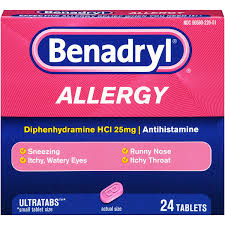 Benadryl®
ALLERGY
Diphenhydramine HCl 25mg | Antihistamine
Sneezing
Itchy, Watery Eyes
Runny Nose
Itchy Throat
ULTRATABS
*small tablet size
actual size
24 TABLETS